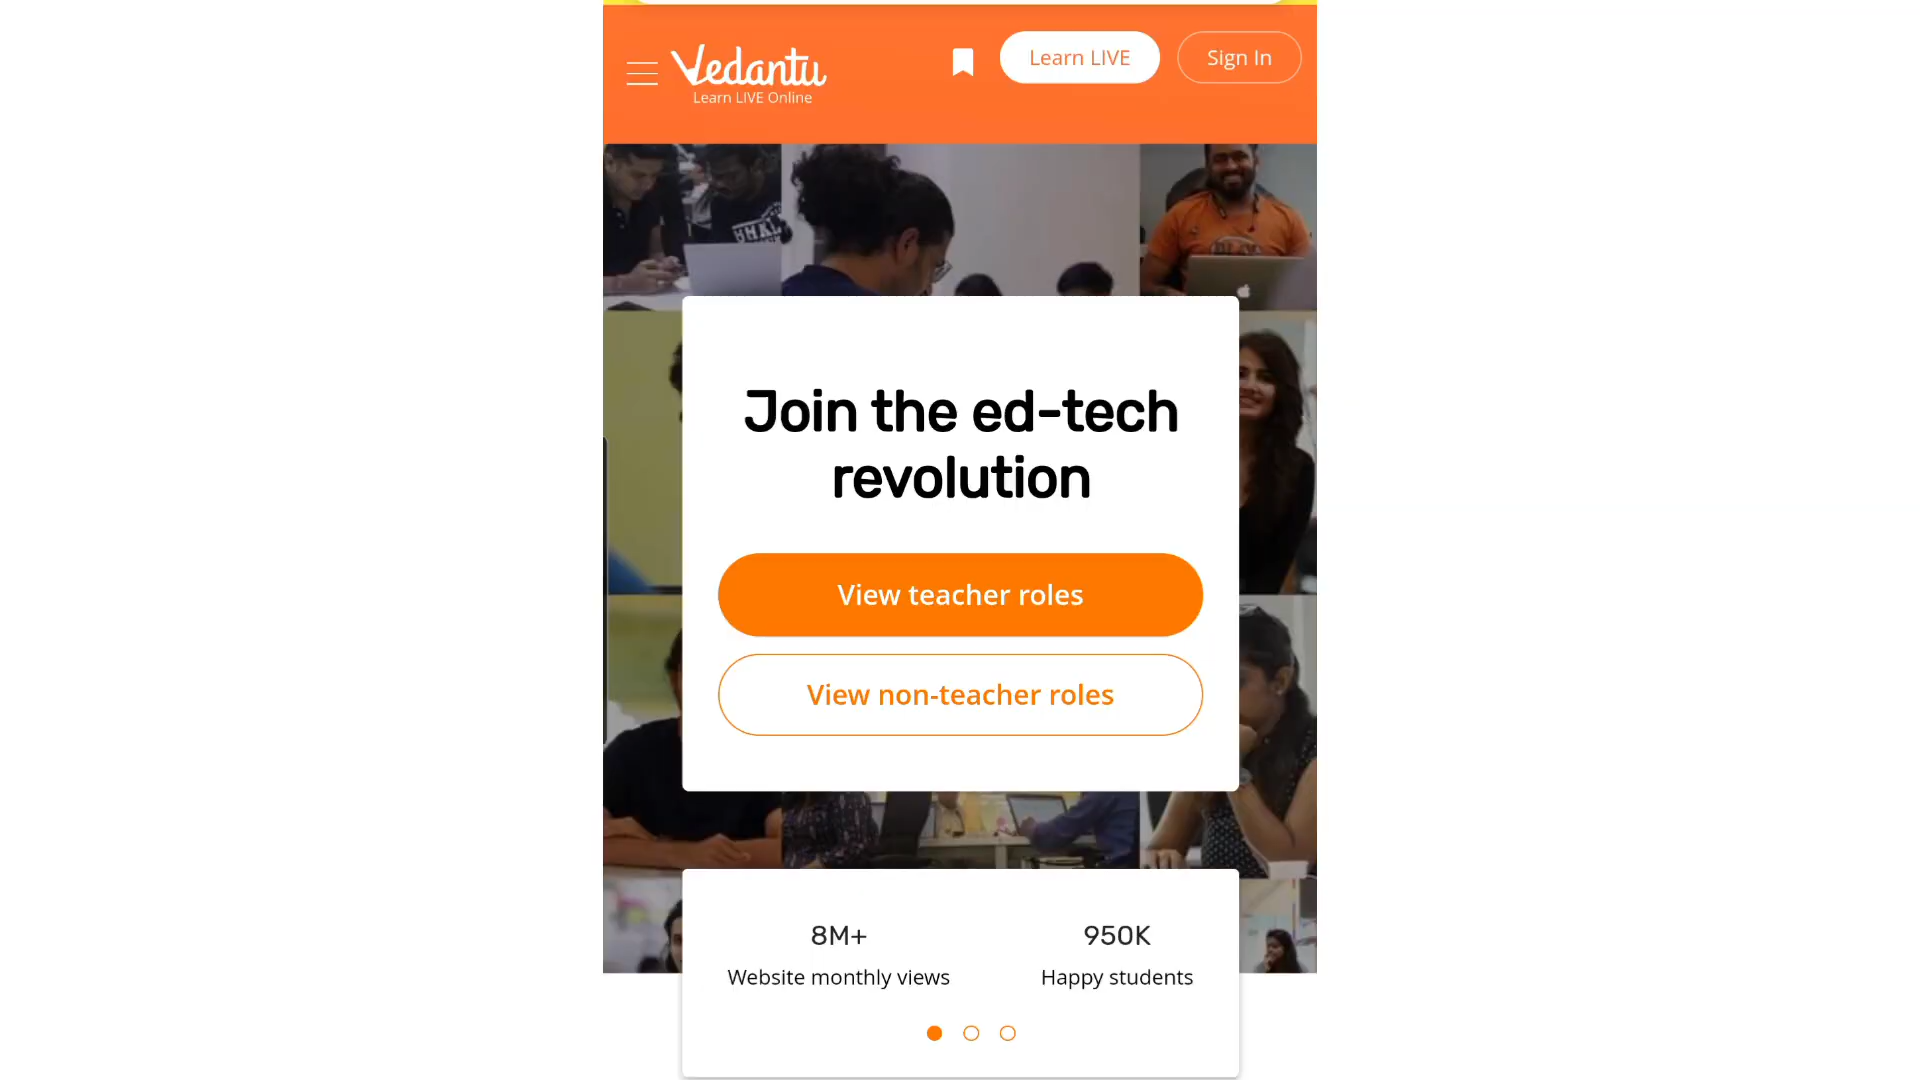 Vedantu
Learn LIVE Online
Learn LIVE
Sign In
Join the ed-tech
revolution
View teacher roles
View non-teacher roles
8M+
950K
Website monthly views
Happy students